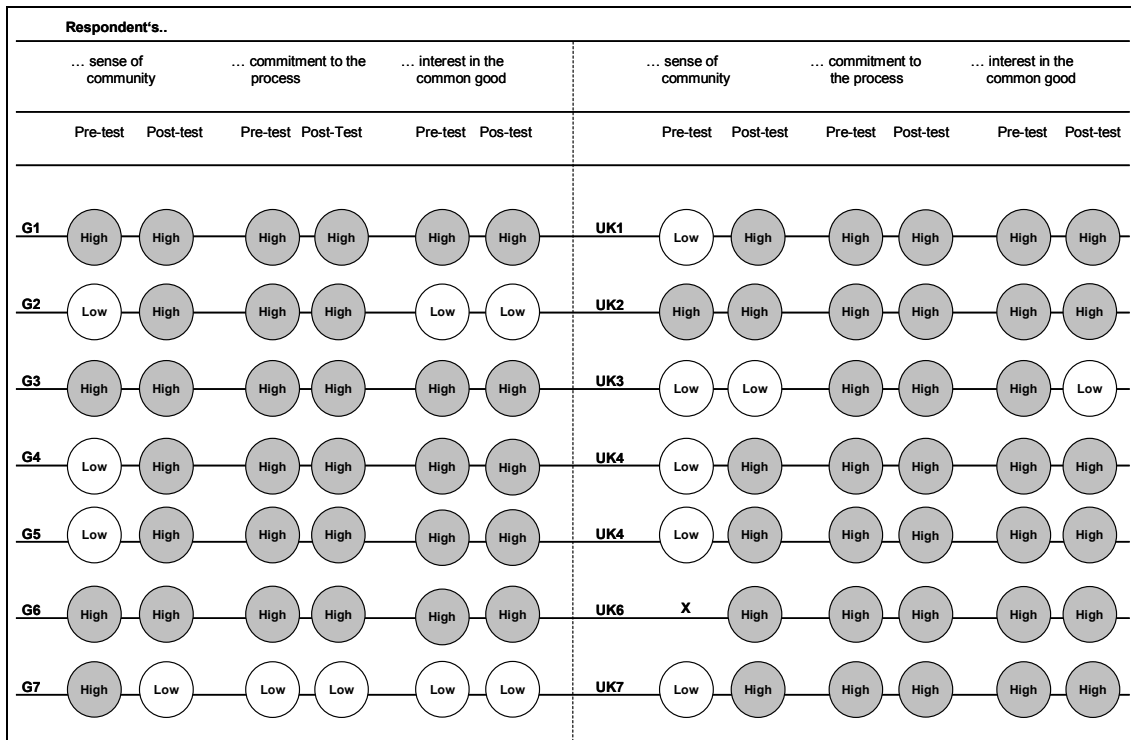 Respondent‘s..
… sense of community … commitment to the process … interest in the common good … sense of community … commitment to the process … interest in the common good
Pre-test Post-test Pre-test Post-Test Pre-test Pos-test Pre-test Post-test Pre-test Post-test Pre-test Post-test
G1 High High High High High High UK1 Low High High High High High
G2 Low High High High Low Low UK2 High High High High High High
G3 High High High High High High UK3 Low Low High High High Low
G4 Low High High High High High UK4 Low High High High High High
G5 Low High High High High High UK4 Low High High High High High
G6 High High High High High High UK6 X High High High High High
G7 High Low Low Low Low Low UK7 Low High High High High High